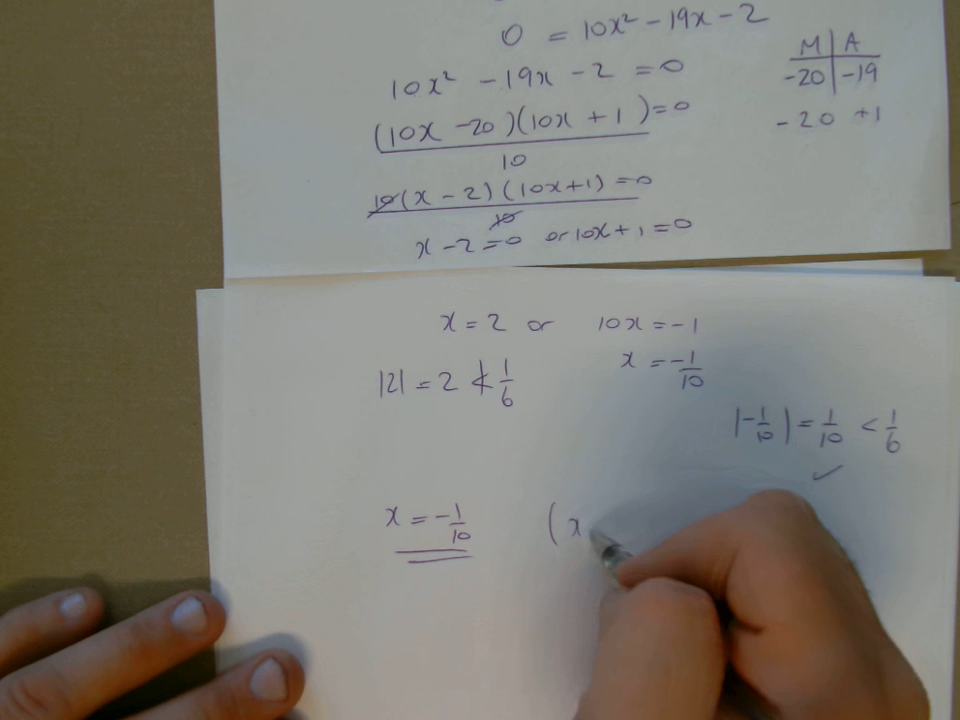 0 = 10x² - 19x - 2
10x² - 19x - 2 = 0
M | A
-20 | -19
-20 +1
(10x - 20)(10x + 1) = 0
10
10(x - 2)(10x + 1) = 0
10
x - 2 = 0 or 10x + 1 = 0
x = 2 or 10x = -1
x = -1/10
|2| = 2 ≮ 1/6
|-1/10| = 1/10 < 1/6
✓
x = -1/10 (x